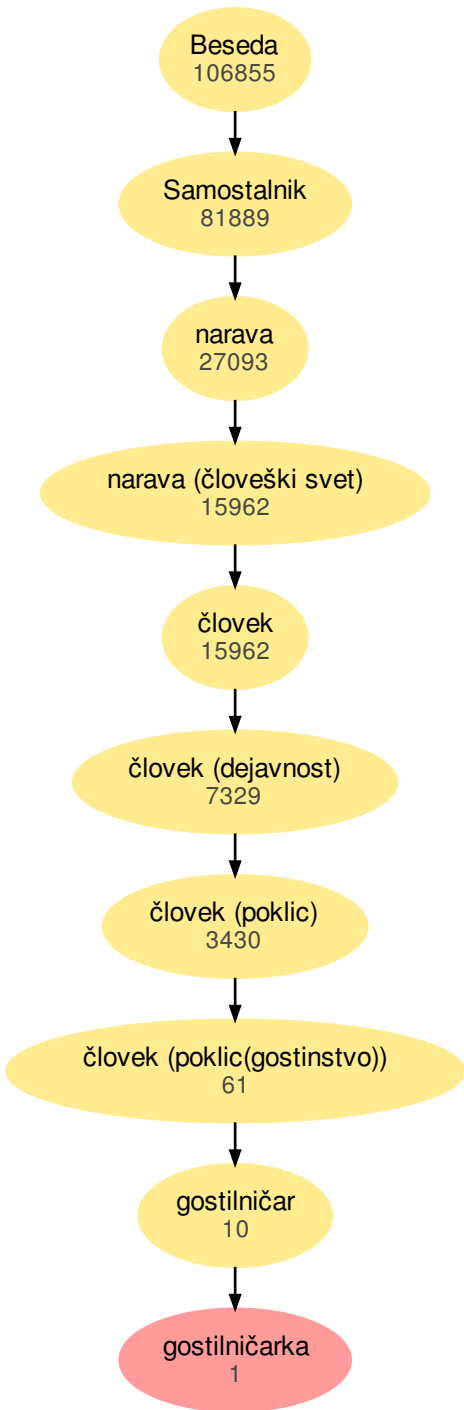 Beseda
106855
Samostalnik
81889
narava
27093
narava (človeški svet)
15962
človek
15962
človek (dejavnost)
7329
človek (poklic)
3430
človek (poklic(gostinstvo))
61
gostilničar
10
gostilničarka
1